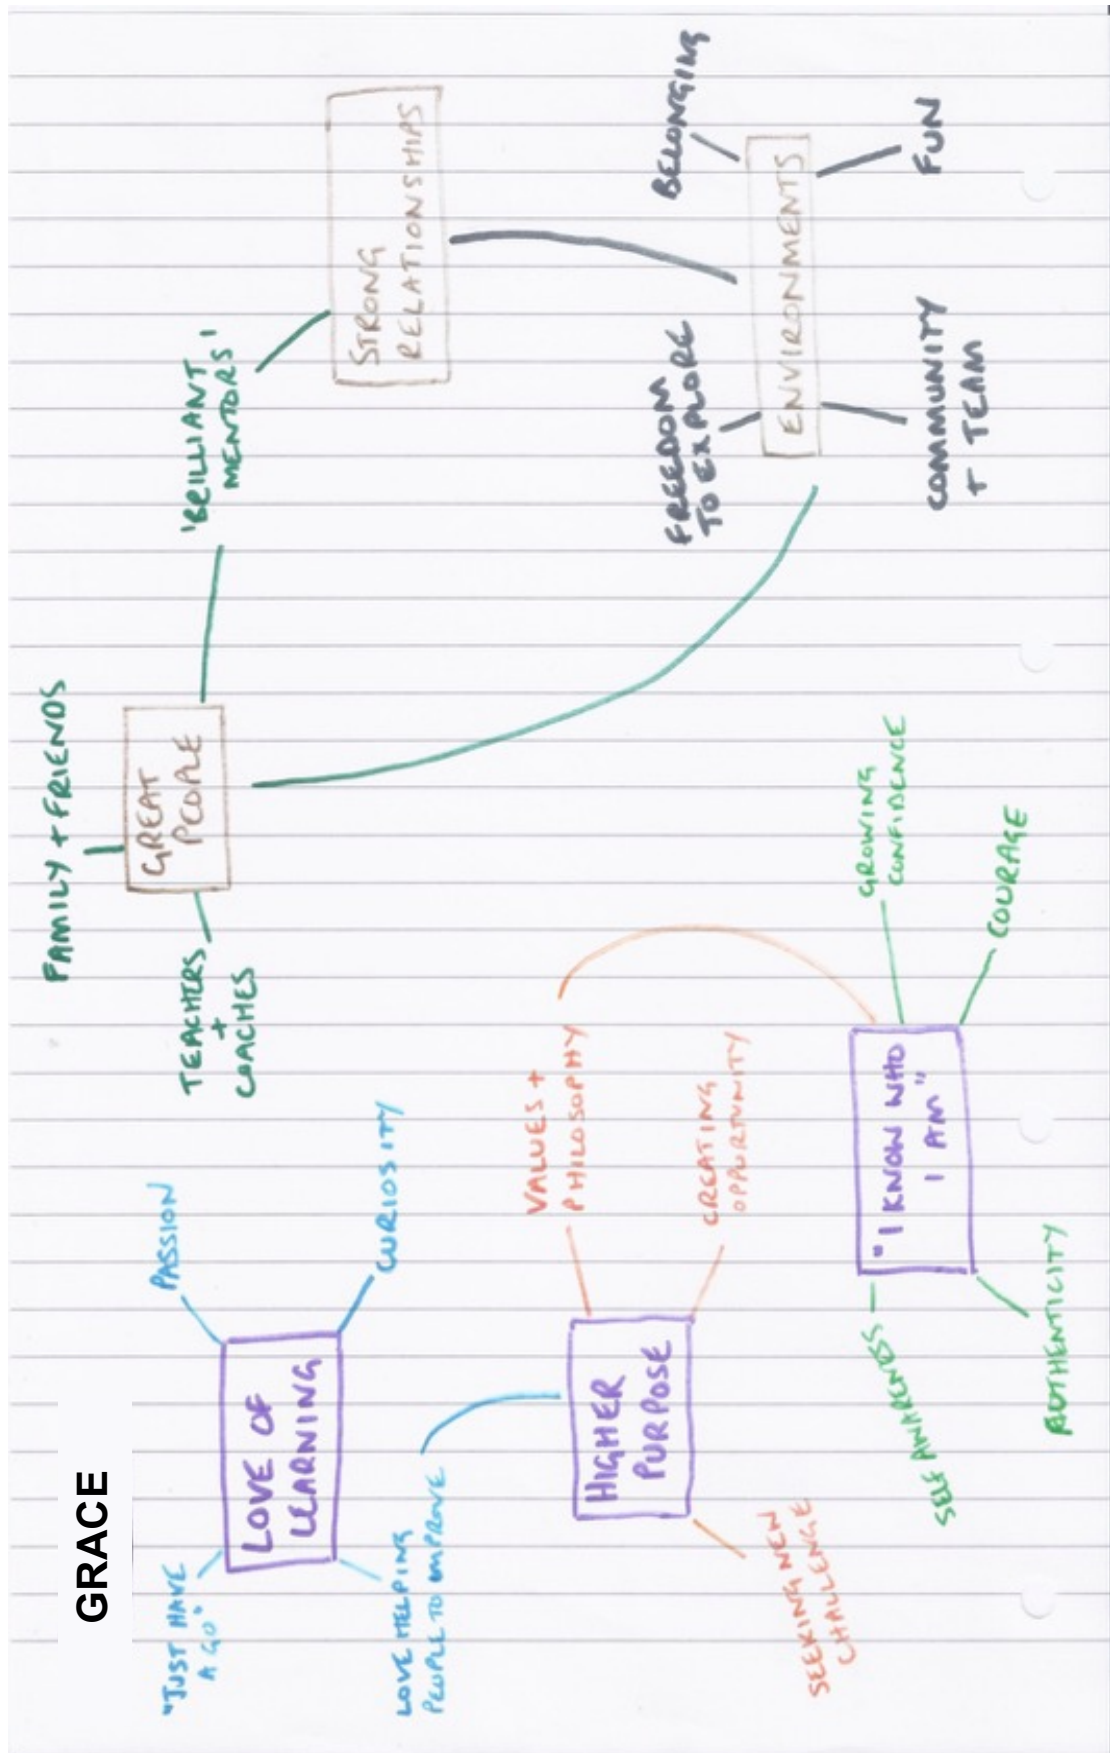 GRACE
"JUST HAVE
A GO"
PASSION
LOVE OF
LEARNING
CURIOSITY
LOVE HELPING
PEOPLE TO IMPROVE
HIGHER
PURPOSE
VALUES +
PHILOSOPHY
CREATING
OPPURTUNITY
SEEKING NEW
CHALLENGE
"I KNOW WHO
I AM"
SELF AWARENESS
AUTHENTICITY
GROWING
CONFIDENCE
COURAGE
FAMILY + FRIENDS
GREAT
PEOPLE
TEACHERS
+
COACHES
'BRILLIANT
MENTORS'
STRONG
RELATIONSHIPS
FREEDOM
TO EXPLORE
BELONGING
ENVIRONMENTS
COMMUNITY
+ TEAM
FUN